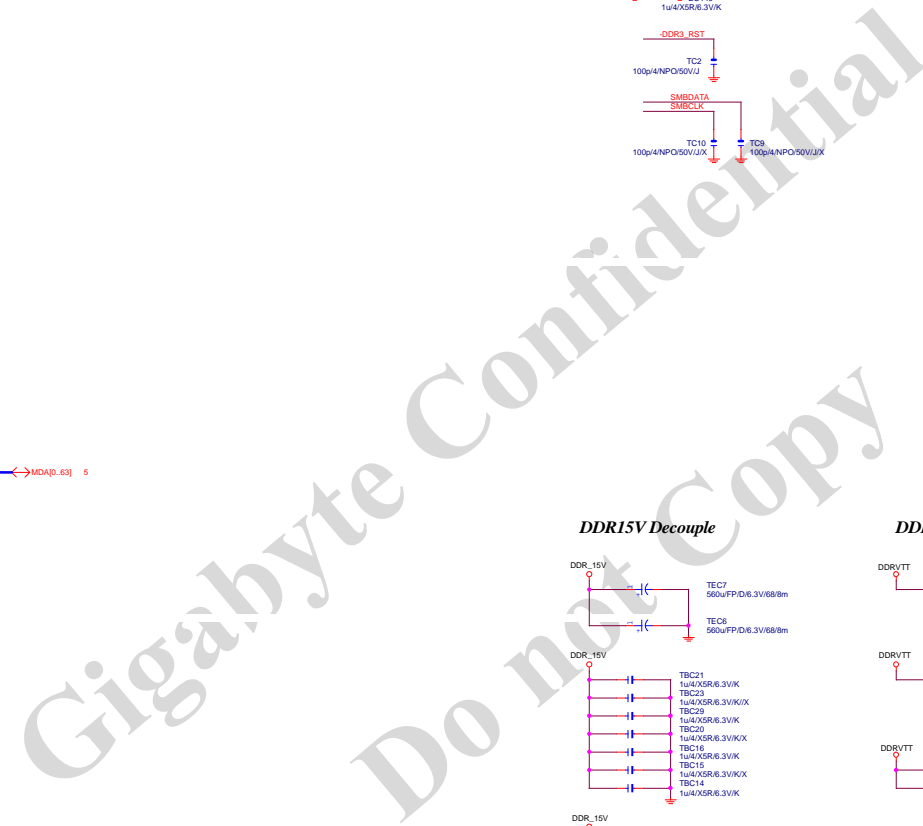 1u/4/X5R/6.3V/K
-DDR3_RST
TC2
100p/4/NPO/50V/J
SMBDATA
SMBCLK
TC10
100p/4/NPO/50V/J/X
TC9
100p/4/NPO/50V/J/X
MDA[0..63] 5
Gigabyte Confidential
Do not Copy
DDR15V Decouple
DDR_15V
TEC7
560u/FP/D/6.3V/68/8m
TEC6
560u/FP/D/6.3V/68/8m
DDR_15V
TBC21
1u/4/X5R/6.3V/K
TBC23
1u/4/X5R/6.3V/K//X
TBC29
1u/4/X5R/6.3V/K
TBC20
1u/4/X5R/6.3V/K/X
TBC16
1u/4/X5R/6.3V/K
TBC15
1u/4/X5R/6.3V/K/X
TBC14
1u/4/X5R/6.3V/K
DDR_15V
DDRVTT
DDRVTT
DDRVTT